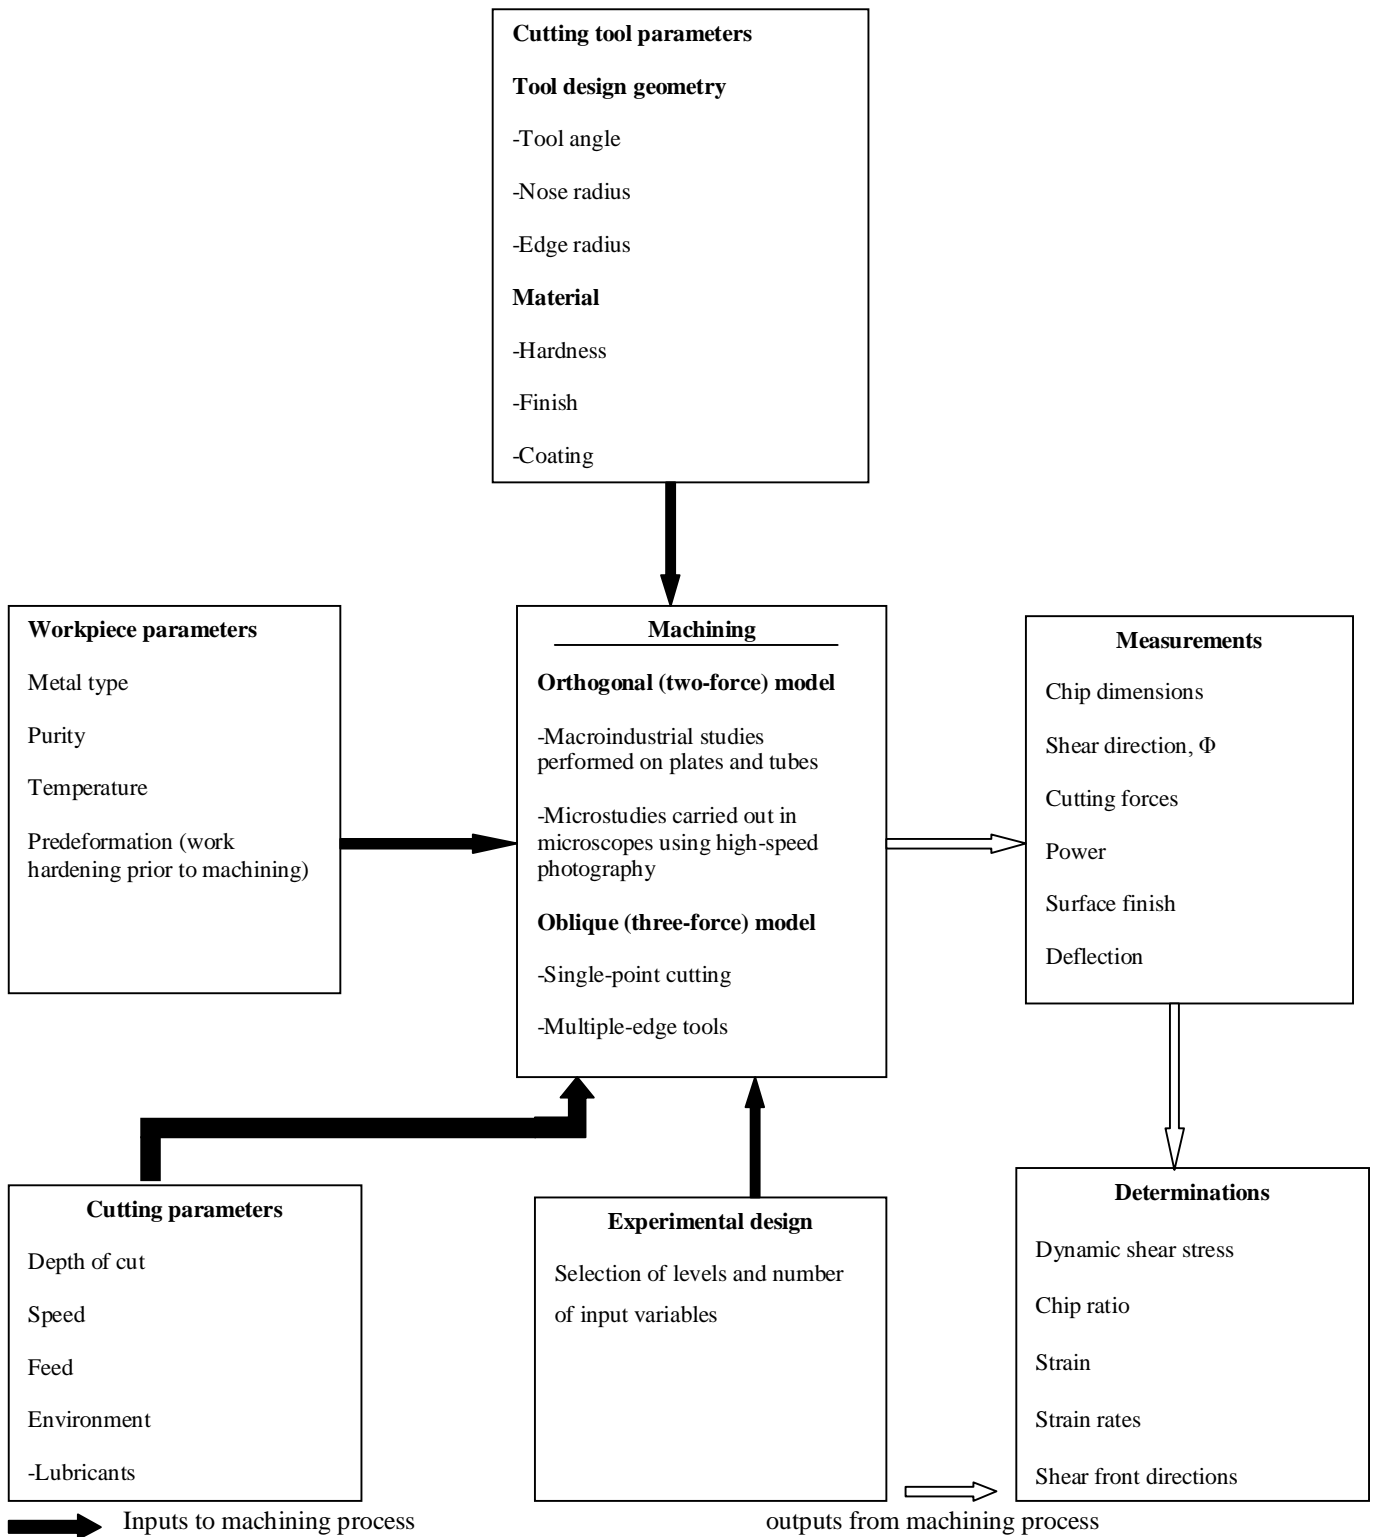 Cutting tool parameters
Tool design geometry
-Tool angle
-Nose radius
-Edge radius
Material
-Hardness
-Finish
-Coating
Workpiece parameters
Metal type
Purity
Temperature
Predeformation (work
hardening prior to machining)
Machining
Orthogonal (two-force) model
-Macroindustrial studies
performed on plates and tubes
-Microstudies carried out in
microscopes using high-speed
photography
Oblique (three-force) model
-Single-point cutting
-Multiple-edge tools
Measurements
Chip dimensions
Shear direction, Φ
Cutting forces
Power
Surface finish
Deflection
Cutting parameters
Depth of cut
Speed
Feed
Environment
-Lubricants
Experimental design
Selection of levels and number
of input variables
Determinations
Dynamic shear stress
Chip ratio
Strain
Strain rates
Shear front directions
Inputs to machining process
outputs from machining process